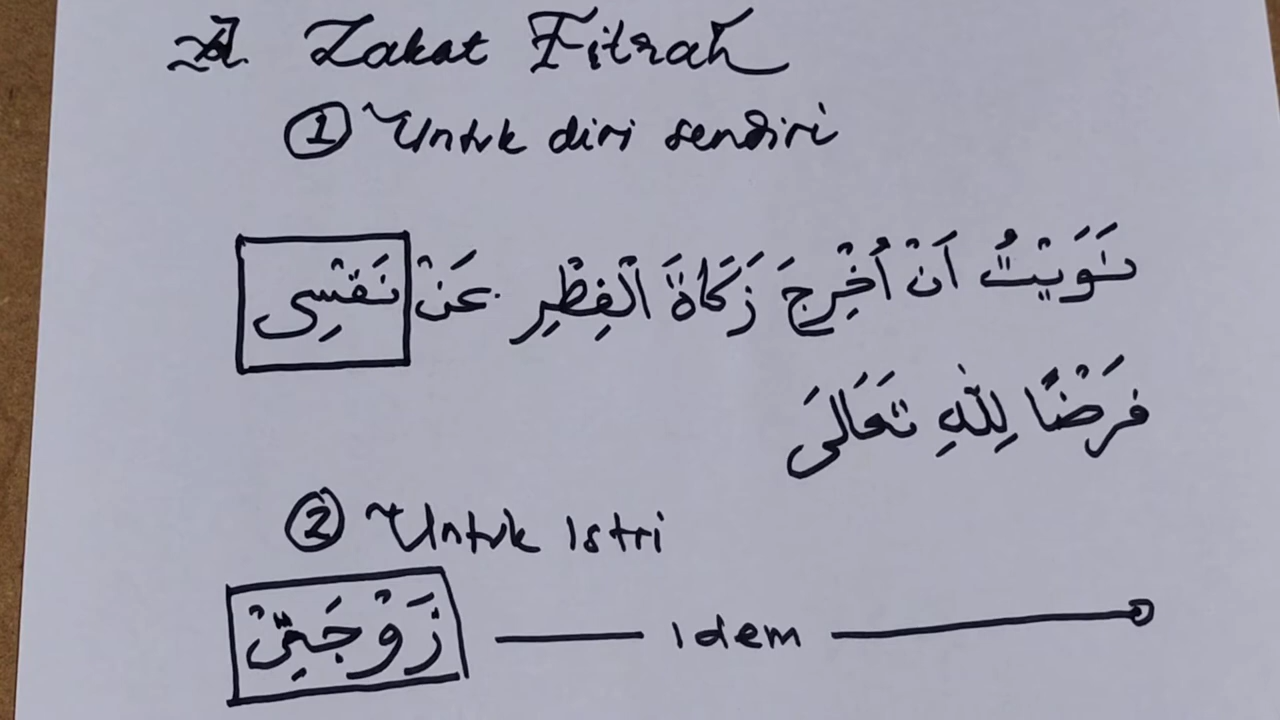 Zakat Fitrah
① Untuk diri sendiri
نَوَيْتُ اَنْ اُخْرِجَ زَكَاةَ الْفِطْرِ عَنْ نَفْسِى
فَرْضًا لِلّٰهِ تَعَالَى
② Untuk Istri
Idem زَوْجَتِيْ